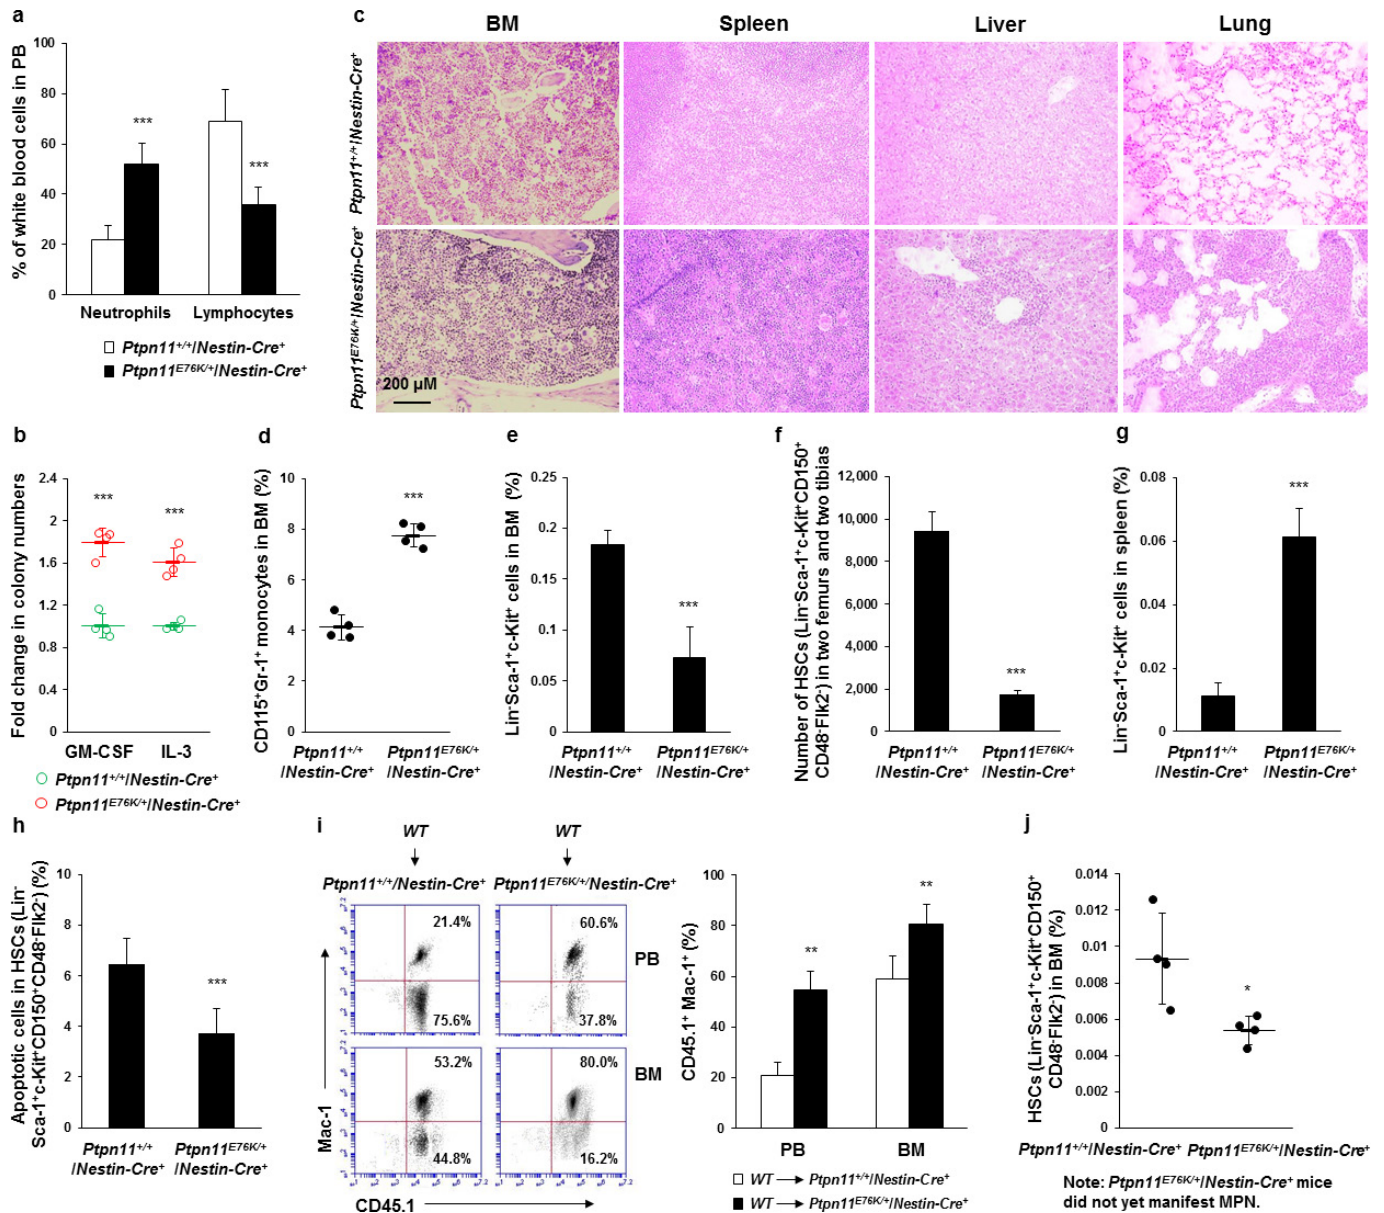 a
% of white blood cells in PB
100
80
60
40
20
0
***
***
Neutrophils Lymphocytes
Ptpn11+/+/Nestin-Cre+
Ptpn11E76K/+/Nestin-Cre+
c
BM Spleen Liver Lung
Ptpn11+/+/Nestin-Cre+
Ptpn11E76K/+/Nestin-Cre+
200 µM
b
Fold change in colony numbers
2.4
2
1.6
1.2
0.8
0.4
0
***
***
GM-CSF IL-3
Ptpn11+/+/Nestin-Cre+
Ptpn11E76K/+/Nestin-Cre+
d
CD115+Gr-1+ monocytes in BM (%)
10
8
6
4
2
0
***
Ptpn11+/+ Ptpn11E76K/+
/Nestin-Cre+ /Nestin-Cre+
e
Lin-Sca-1+c-Kit+ cells in BM (%)
0.25
0.2
0.15
0.1
0.05
0
***
Ptpn11+/+ Ptpn11E76K/+
/Nestin-Cre+ /Nestin-Cre+
f
Number of HSCs (Lin-Sca-1+c-Kit+CD150+
CD48-Flk2-) in two femurs and two tibias
12,000
10,000
8,000
6,000
4,000
2,000
0
***
Ptpn11+/+ Ptpn11E76K/+
/Nestin-Cre+ /Nestin-Cre+
g
Lin-Sca-1+c-Kit+ cells in spleen (%)
0.08
0.06
0.04
0.02
0
***
Ptpn11+/+ Ptpn11E76K/+
/Nestin-Cre+ /Nestin-Cre+
h
Apoptotic cells in HSCs (Lin-
Sca-1+c-Kit+CD150+CD48-Flk2-) (%)
10
8
6
4
2
0
***
Ptpn11+/+ Ptpn11E76K/+
/Nestin-Cre+ /Nestin-Cre+
i
WT WT
Ptpn11+/+/Nestin-Cre+ Ptpn11E76K/+/Nestin-Cre+
21.4% 60.6%
PB
75.6% 37.8%
53.2% 80.0%
BM
44.8% 16.2%
Mac-1
CD45.1
CD45.1+ Mac-1+ (%)
100
80
60
40
20
0
**
**
PB BM
WT → Ptpn11+/+/Nestin-Cre+
WT → Ptpn11E76K/+/Nestin-Cre+
j
HSCs (Lin-Sca-1+c-Kit+CD150+
CD48-Flk2-) in BM (%)
0.014
0.012
0.01
0.008
0.006
0.004
0.002
0
*
Ptpn11+/+/Nestin-Cre+ Ptpn11E76K/+/Nestin-Cre+
Note: Ptpn11E76K/+/Nestin-Cre+ mice
did not yet manifest MPN.